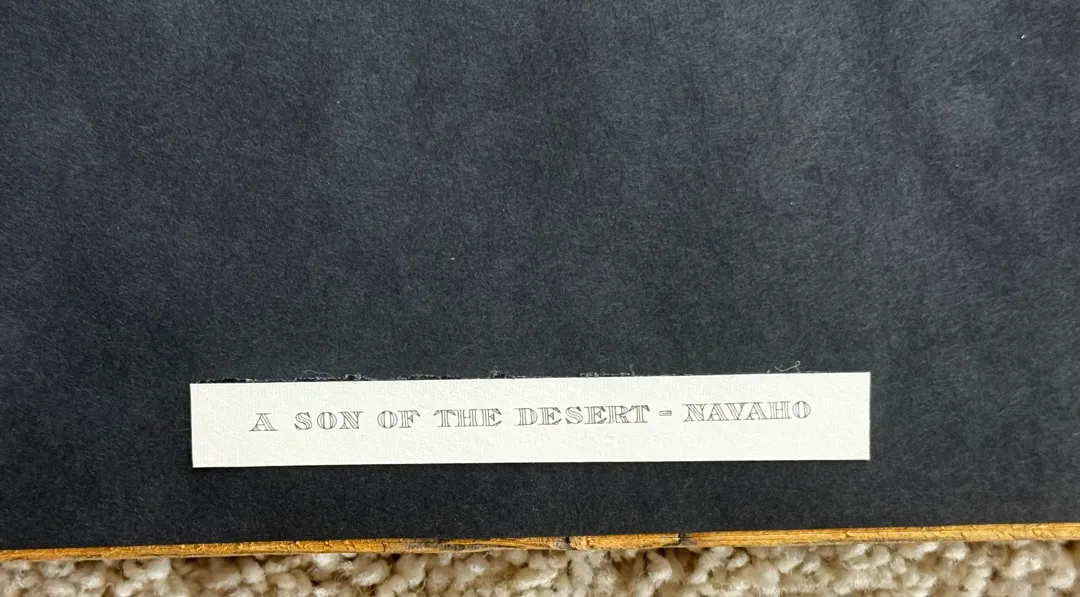 A SON OF THE DESERT - NAVAHO